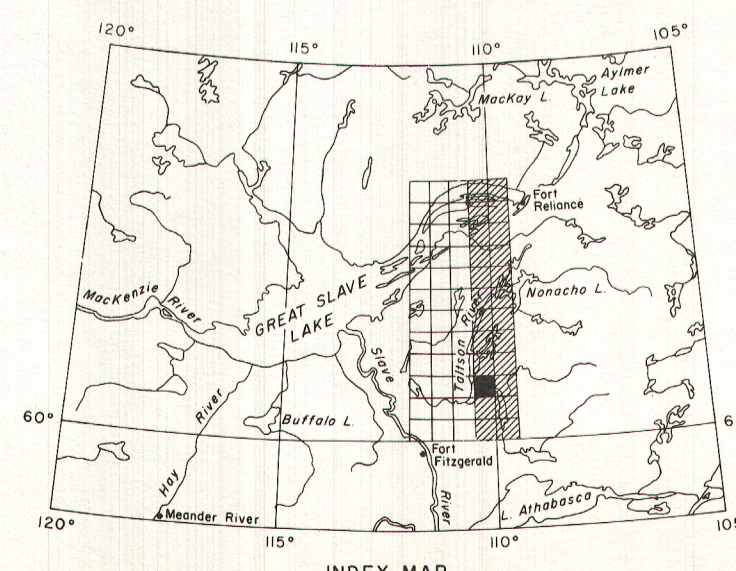 120°
115°
110°
105°
Aylmer
Lake
MacKay L.
Fort
Reliance
MacKenzie
River
GREAT SLAVE
LAKE
Nonacho L.
Taltson River
Slave
River
60°
6
Buffalo L.
Hay River
Fort
Fitzgerald
Meander River
L. Athabasca
120°
115°
110°
105
INDEX MAP